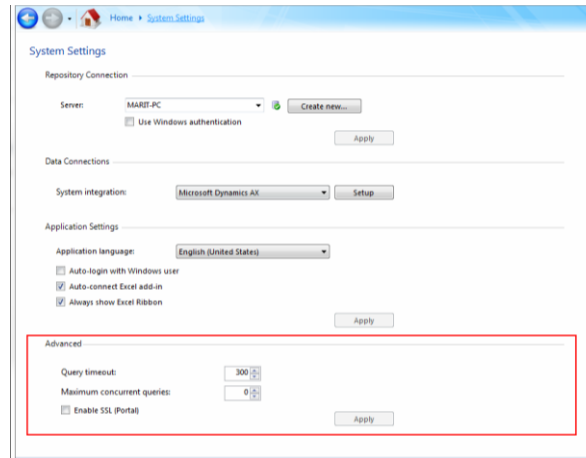 Home › System Settings
System Settings
Repository Connection
Server: MARIT-PC Create new...
Use Windows authentication
Apply
Data Connections
System integration: Microsoft Dynamics AX Setup
Application Settings
Application language: English (United States)
Auto-login with Windows user
Auto-connect Excel add-in
Always show Excel Ribbon
Apply
Advanced
Query timeout: 300
Maximum concurrent queries: 0
Enable SSL (Portal) Apply